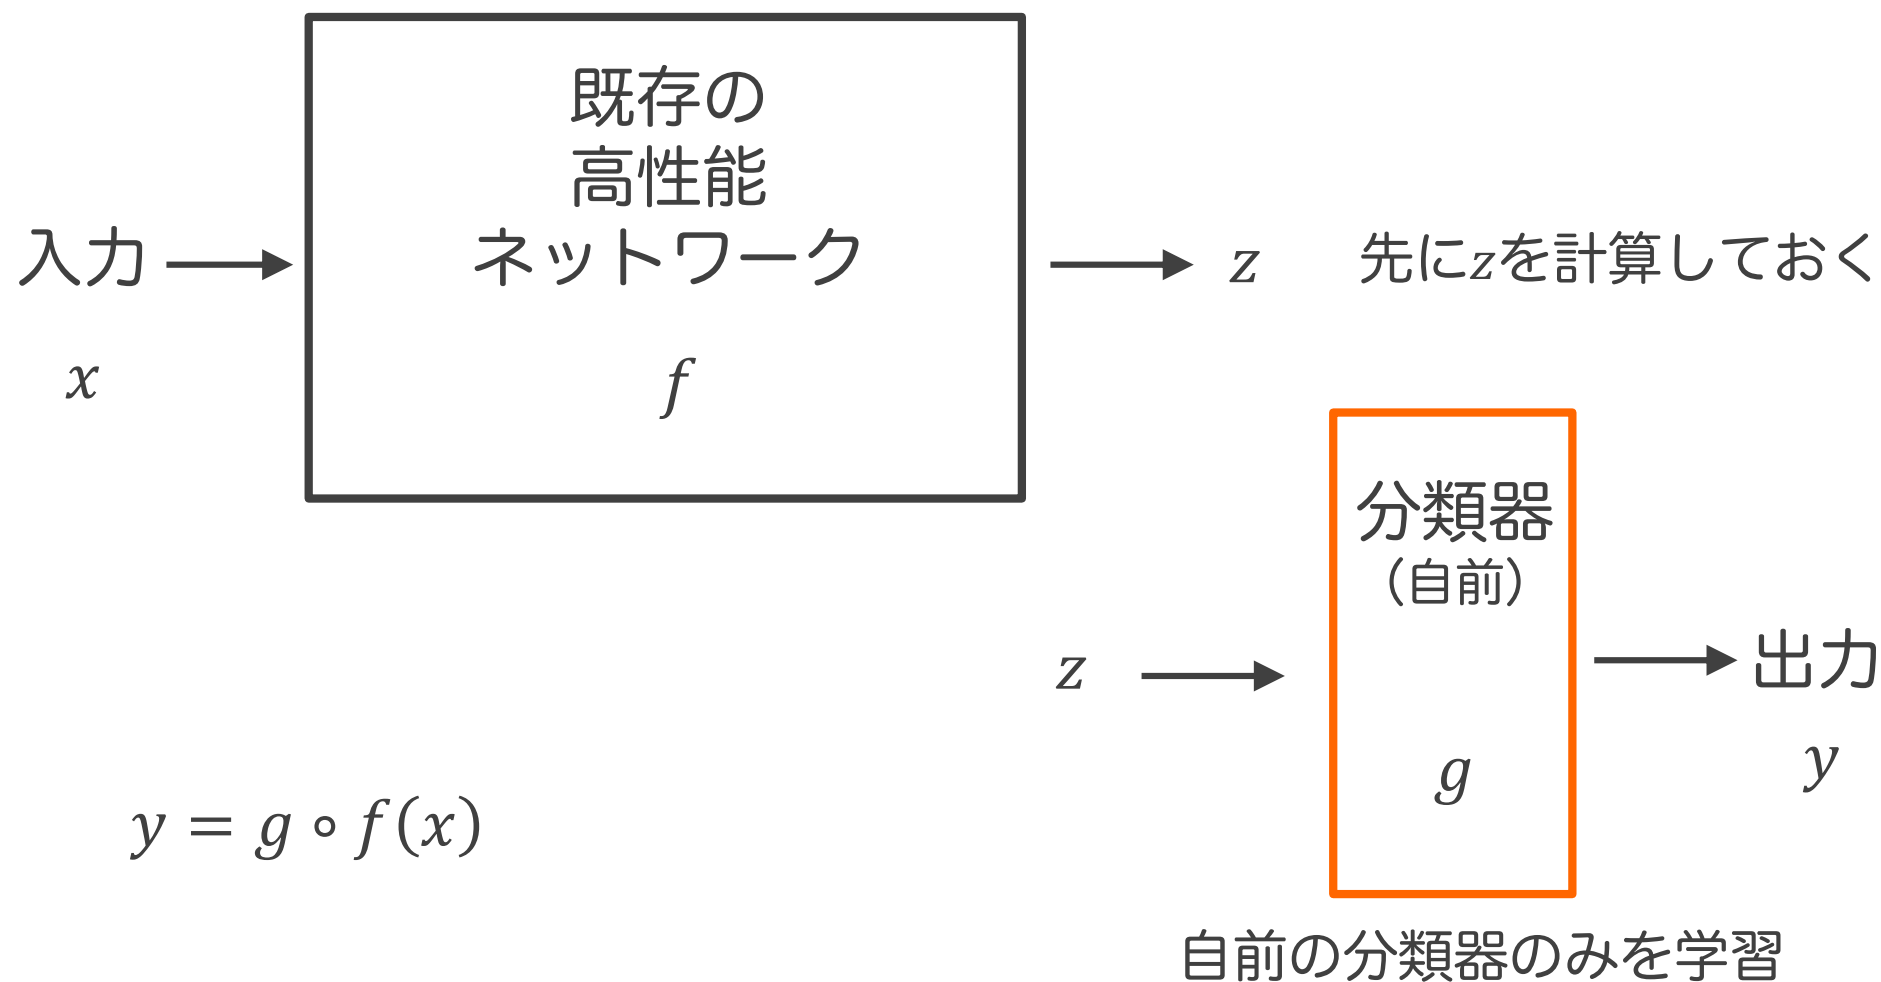 既存の
高性能
ネットワーク
入力
x
f
z
先にzを計算しておく
分類器
（自前）
z
g
出力
y
y = g ∘ f(x)
自前の分類器のみを学習